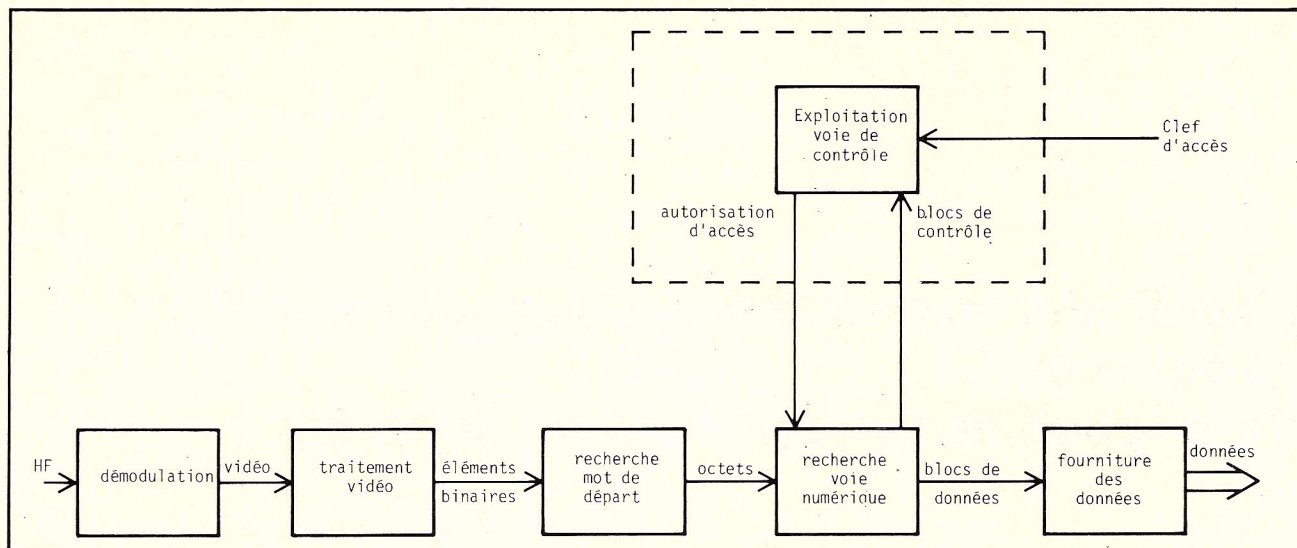 Exploitation
voie de
contrôle
Clef
d'accès
autorisation
d'accès
blocs de
contrôle
HF
démodulation
vidéo
traitement
vidéo
éléments
binaires
recherche
mot de
départ
octets
recherche
voie
numérique
blocs de
données
fourniture
des
données
données